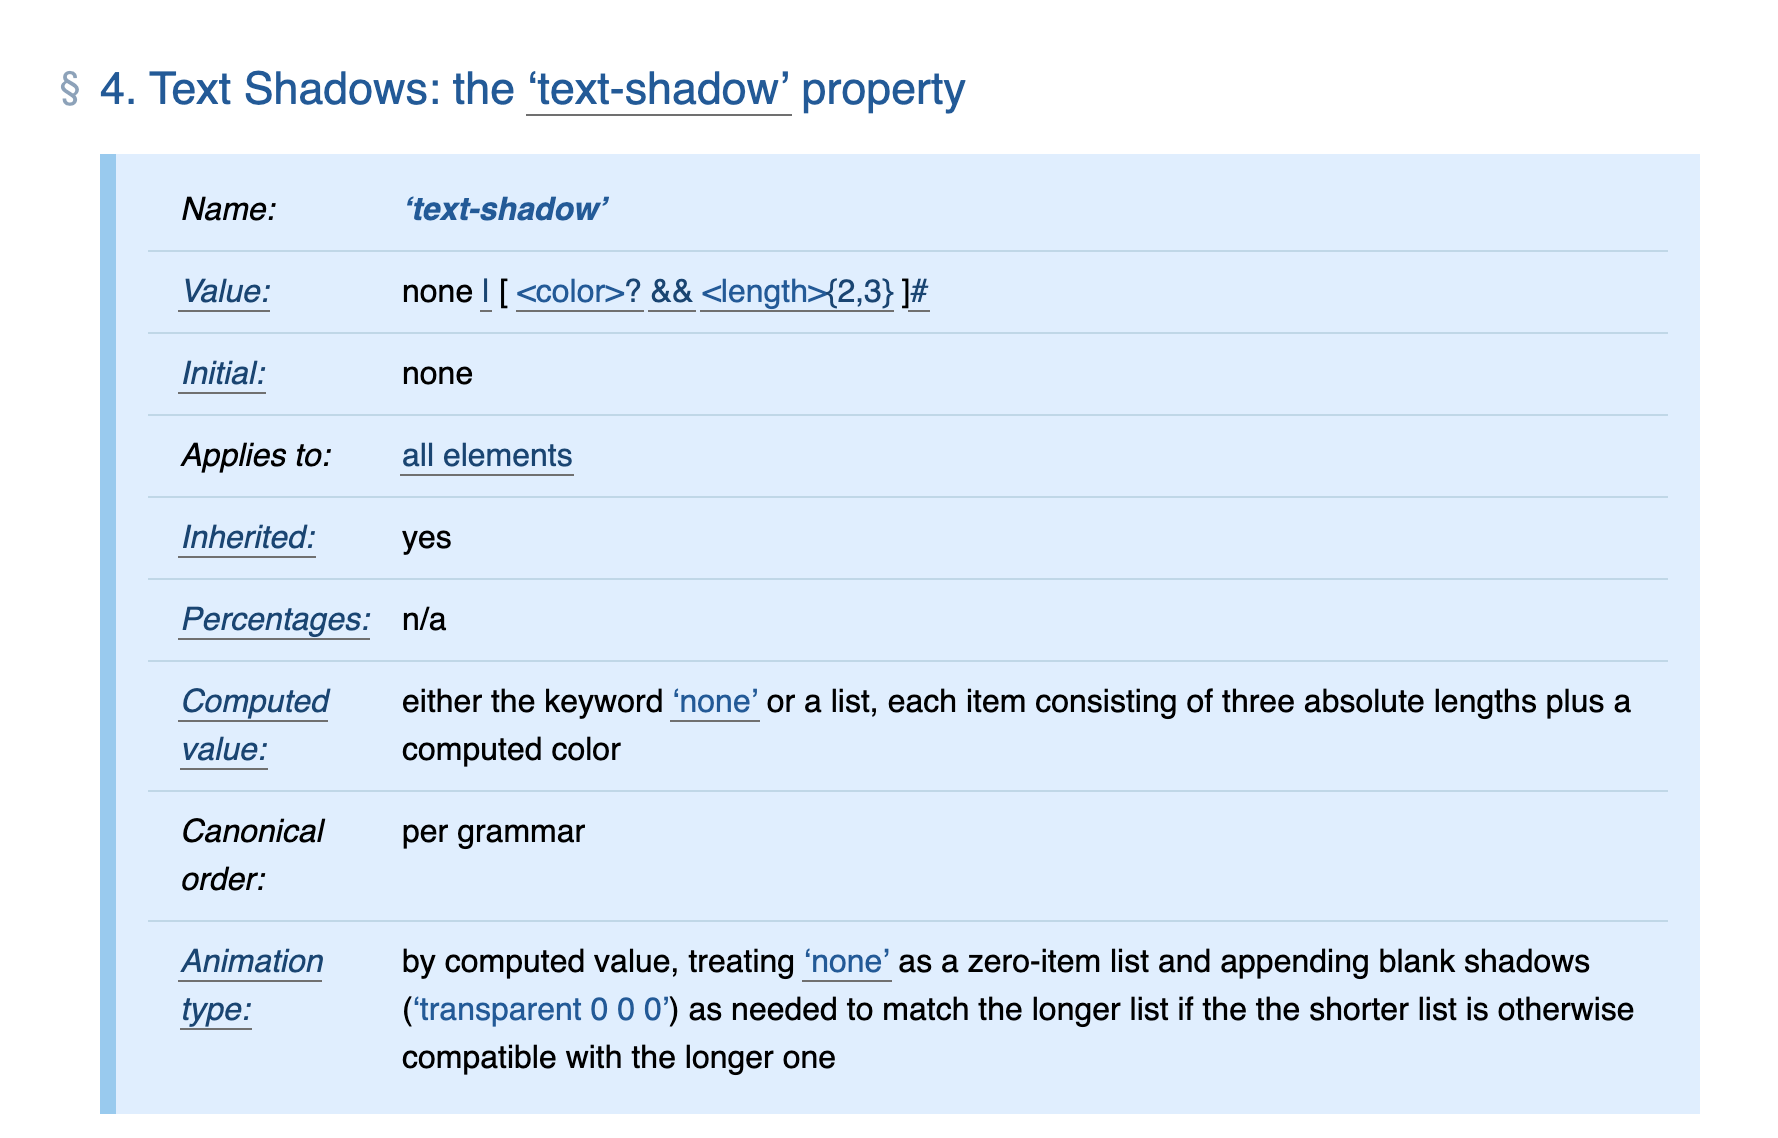 § 4. Text Shadows: the ‘text-shadow’ property
Name: ‘text-shadow’
Value: none | [ <color>? && <length>{2,3} ]#
Initial: none
Applies to: all elements
Inherited: yes
Percentages: n/a
Computed value: either the keyword ‘none’ or a list, each item consisting of three absolute lengths plus a
computed color
Canonical order: per grammar
Animation type: by computed value, treating ‘none’ as a zero-item list and appending blank shadows
(‘transparent 0 0 0’) as needed to match the longer list if the the shorter list is otherwise
compatible with the longer one